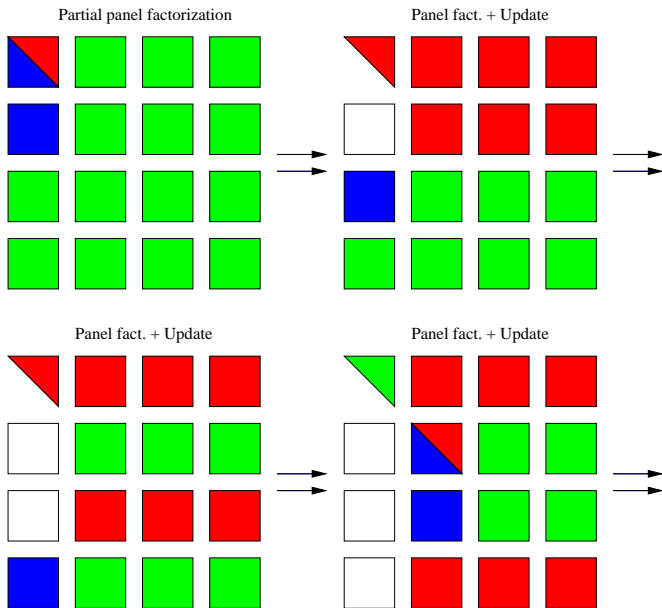 Partial panel factorization
Panel fact. + Update
Panel fact. + Update
Panel fact. + Update